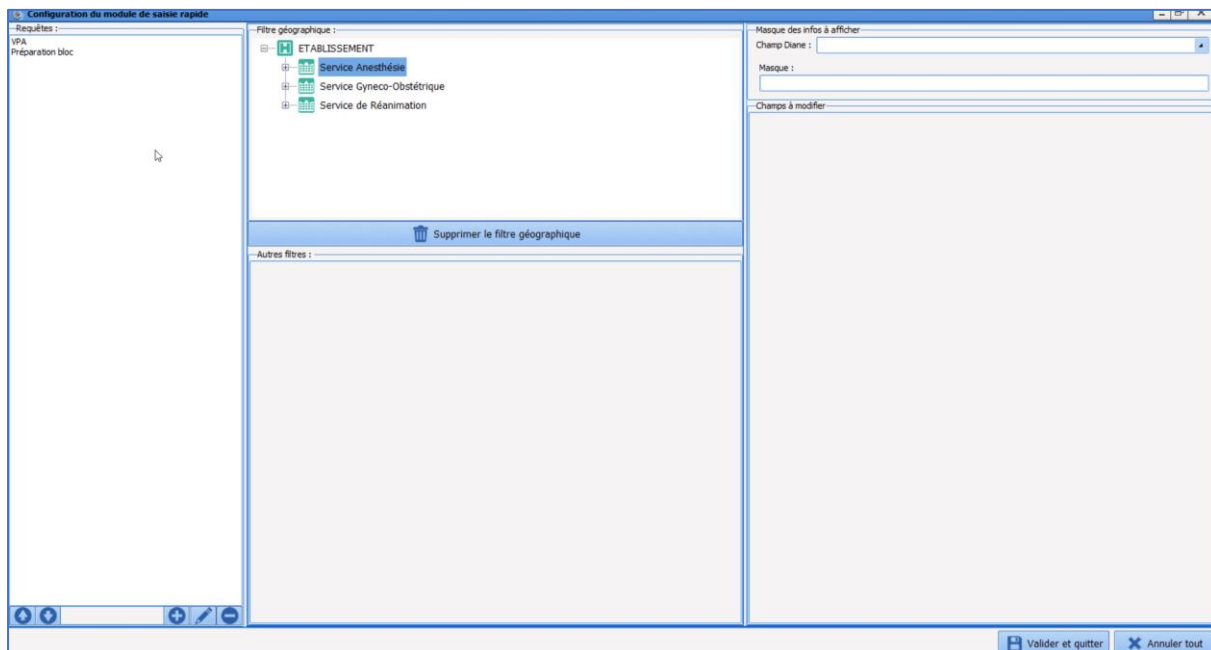 Configuration du module de saisie rapide
Requêtes :
VPA
Préparation bloc
Filtre géographique :
ETABLISSEMENT
Service Anesthésie
Service Gyneco-Obstétrique
Service de Réanimation
Supprimer le filtre géographique
Autres filtres :
Masque des infos à afficher
Champ Diane :
Masque :
Champs à modifier
Valider et quitter
Annuler tout